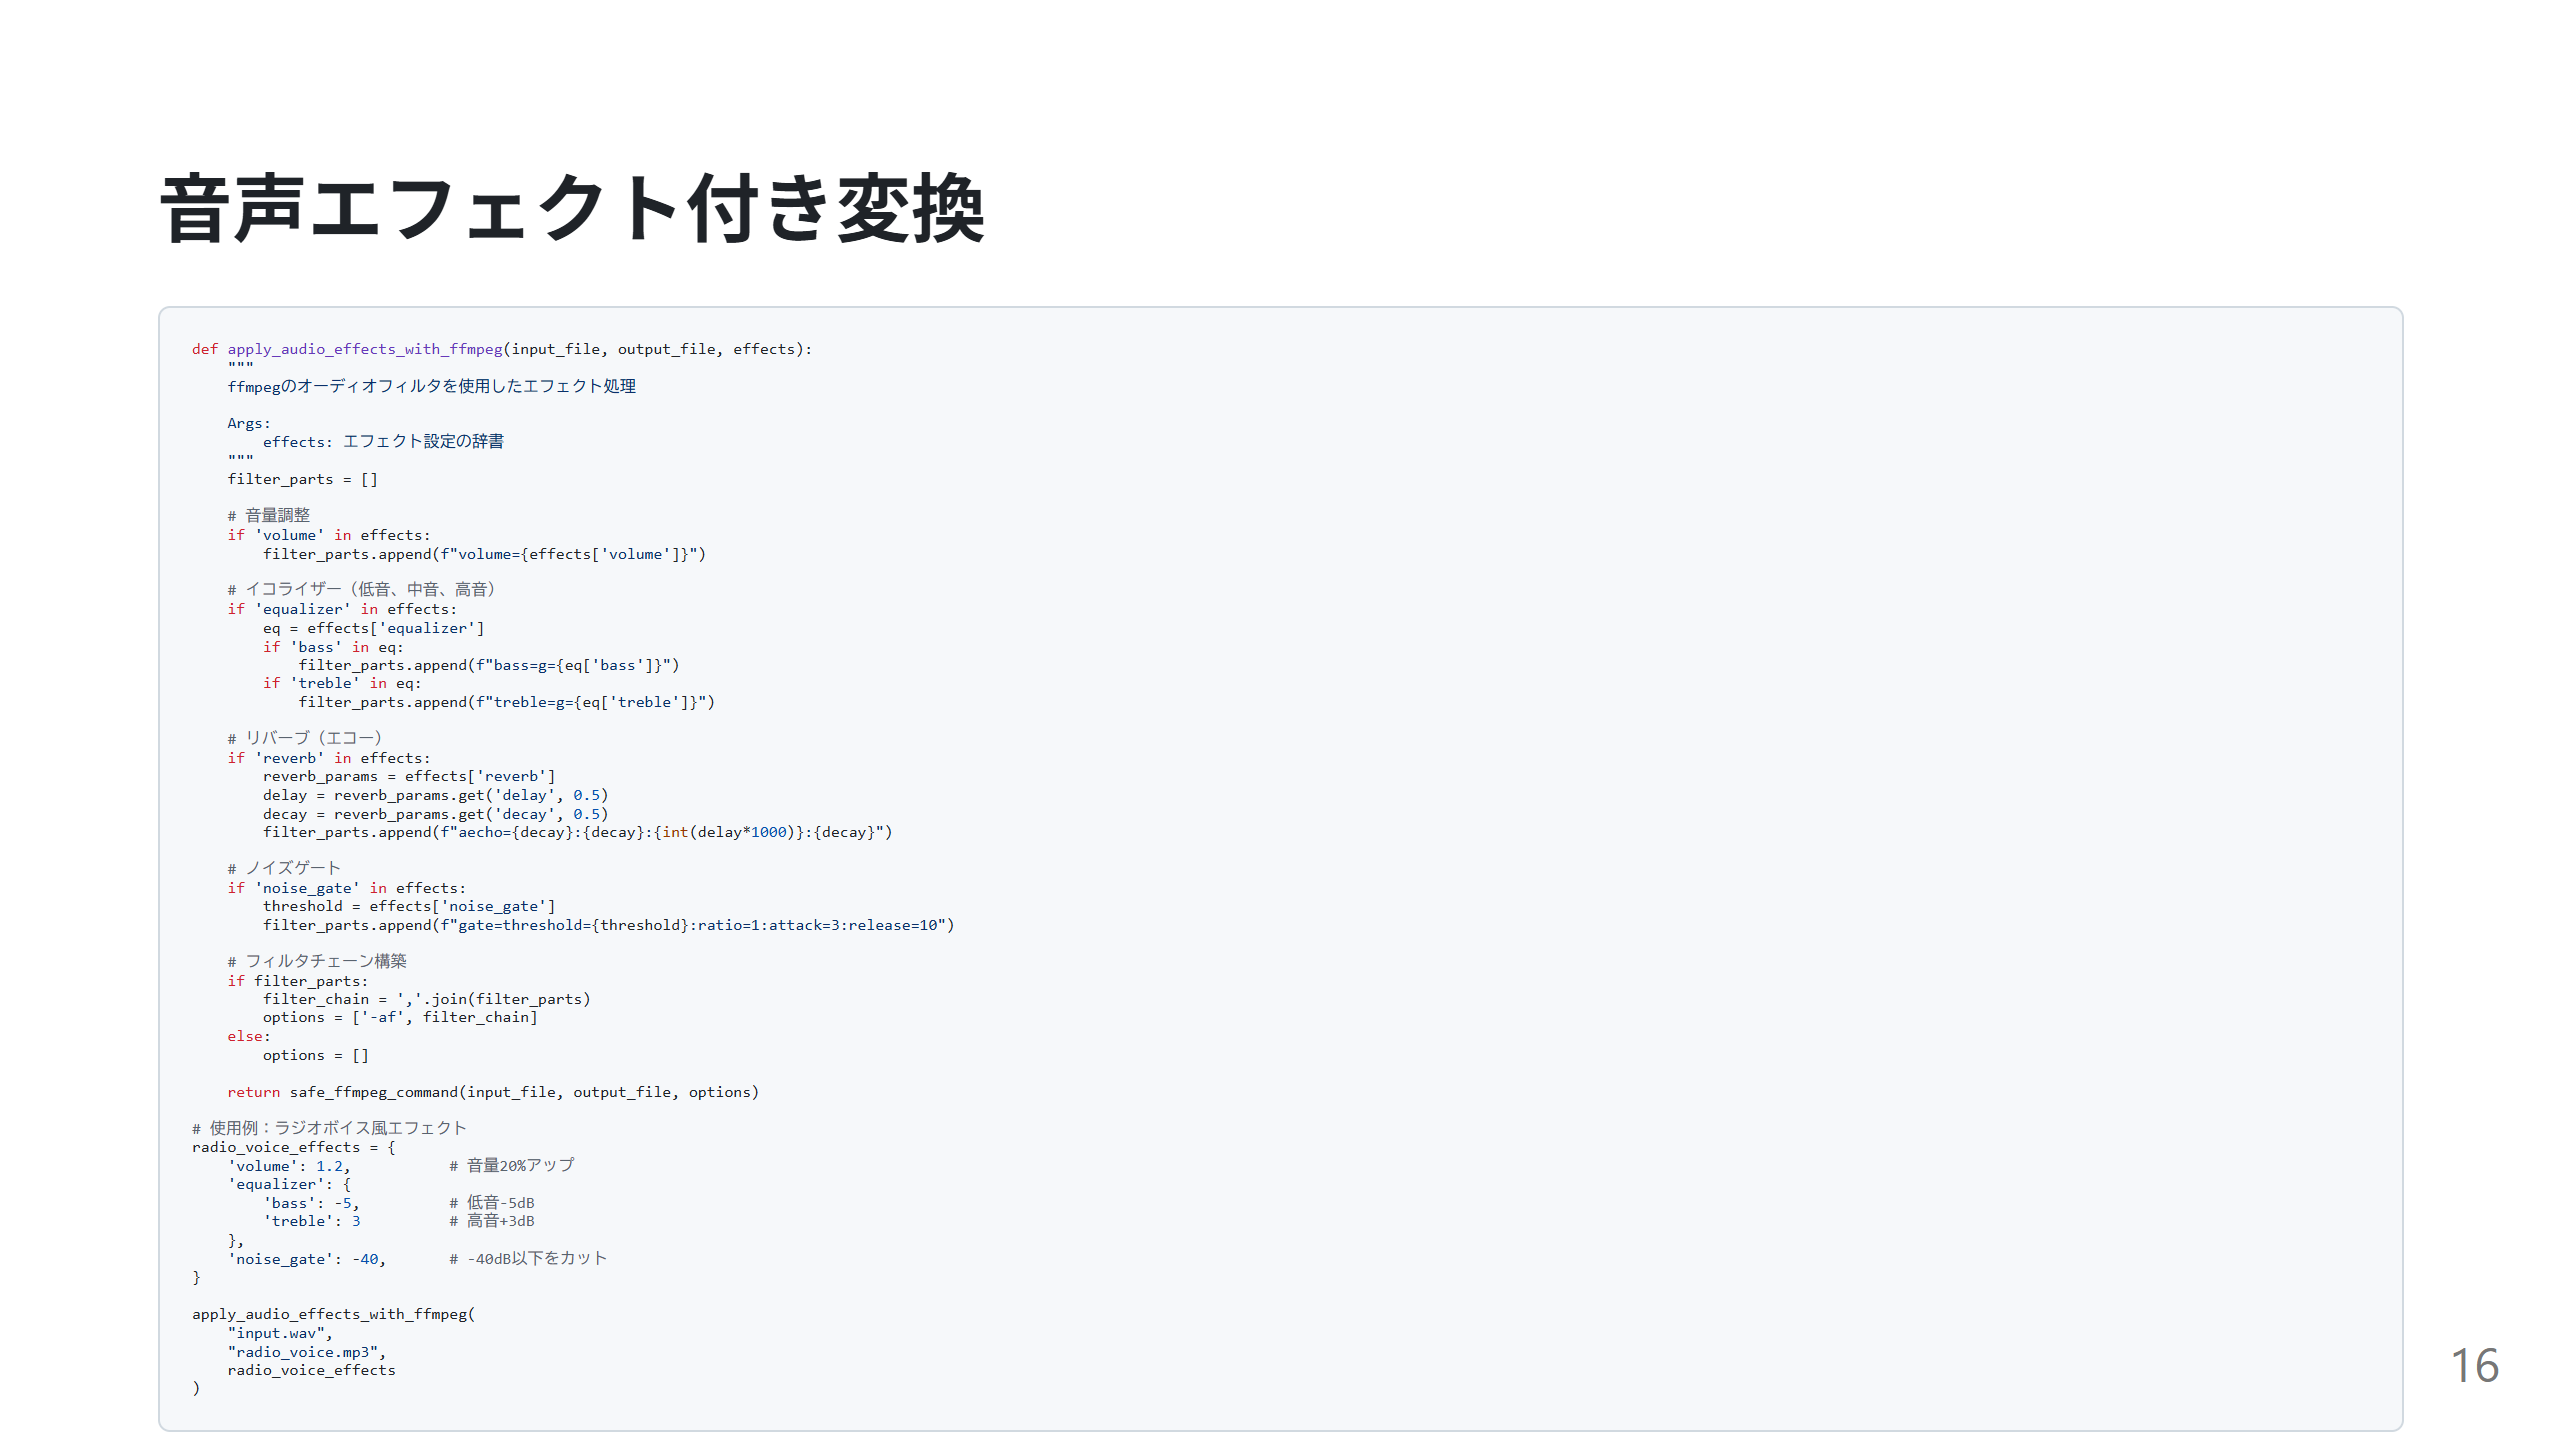 音声エフェクト付き変換
def apply_audio_effects_with_ffmpeg(input_file, output_file, effects):
    """
    ffmpegのオーディオフィルタを使用したエフェクト処理

    Args:
        effects: エフェクト設定の辞書
    """
    filter_parts = []

    # 音量調整
    if 'volume' in effects:
        filter_parts.append(f"volume={effects['volume']}")

    # イコライザー（低音、中音、高音）
    if 'equalizer' in effects:
        eq = effects['equalizer']
        if 'bass' in eq:
            filter_parts.append(f"bass=g={eq['bass']}")
        if 'treble' in eq:
            filter_parts.append(f"treble=g={eq['treble']}")

    # リバーブ（エコー）
    if 'reverb' in effects:
        reverb_params = effects['reverb']
        delay = reverb_params.get('delay', 0.5)
        decay = reverb_params.get('decay', 0.5)
        filter_parts.append(f"aecho={decay}:{decay}:{int(delay*1000)}:{decay}")

    # ノイズゲート
    if 'noise_gate' in effects:
        threshold = effects['noise_gate']
        filter_parts.append(f"gate=threshold={threshold}:ratio=1:attack=3:release=10")

    # フィルタチェーン構築
    if filter_parts:
        filter_chain = ','.join(filter_parts)
        options = ['-af', filter_chain]
    else:
        options = []

    return safe_ffmpeg_command(input_file, output_file, options)

# 使用例：ラジオボイス風エフェクト
radio_voice_effects = {
    'volume': 1.2,           # 音量20%アップ
    'equalizer': {
        'bass': -5,          # 低音-5dB
        'treble': 3          # 高音+3dB
    },
    'noise_gate': -40,       # -40dB以下をカット
}

apply_audio_effects_with_ffmpeg(
    "input.wav",
    "radio_voice.mp3",
    radio_voice_effects
)
16